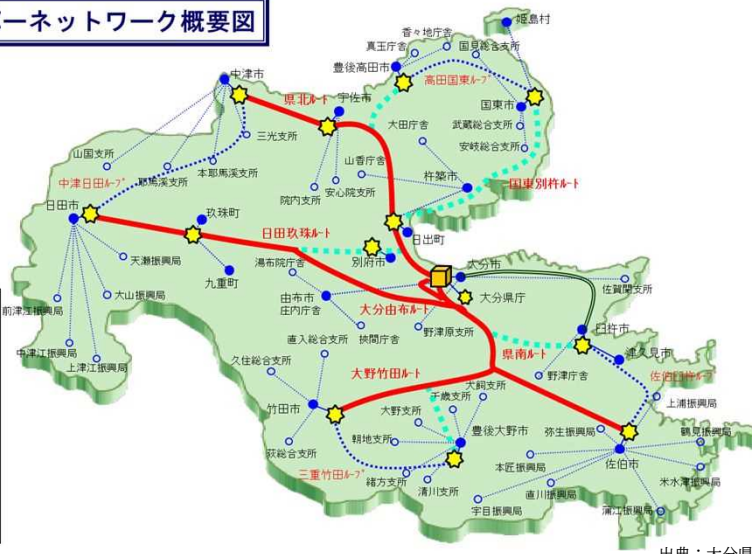 ーネットワーク概要図
姫島村
香々地庁舎
真玉庁舎
国見総合支所
豊後高田市
高田国東ﾙｰﾌﾟ
中津市
県北ﾙｰﾄ
宇佐市
国東市
大田庁舎
武蔵総合支所
安岐総合支所
三光支所
山国支所
山香庁舎
本耶馬溪支所
耶馬溪支所
中津日田ﾙｰﾌﾟ
杵築市
国東別杵ﾙｰﾄ
院内支所
安心院支所
日田市
玖珠町
日田玖珠ﾙｰﾄ
日出町
天瀬振興局
湯布院庁舎
別府市
大分市
九重町
佐賀関支所
大山振興局
由布市
庄内庁舎
大分県庁
前津江振興局
大分由布ﾙｰﾄ
野津原支所
臼杵市
挾間庁舎
中津江振興局
直入総合支所
県南ﾙｰﾄ
津久見市
上津江振興局
久住総合支所
大野竹田ﾙｰﾄ
野津庁舎
佐伯臼杵ﾙｰﾌﾟ
犬飼支所
千歳支所
上浦振興局
竹田市
大野支所
弥生振興局
鶴見振興局
朝地支所
豊後大野市
荻総合支所
本匠振興局
佐伯市
三重竹田ﾙｰﾌﾟ
緒方支所
清川支所
直川振興局
米水津振興局
宇目振興局
蒲江振興局
出典：大分県